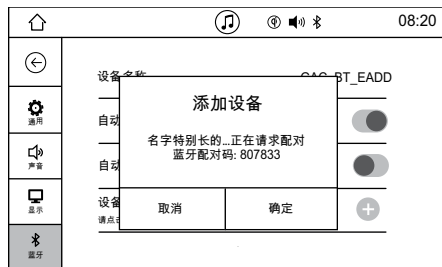 08:20
设备名称
BT_EADD
通用
自动
添加设备
名字特别长的...正在请求配对
蓝牙配对码: 807833
声音
自动
显示
设备
请点击
取消
确定
蓝牙